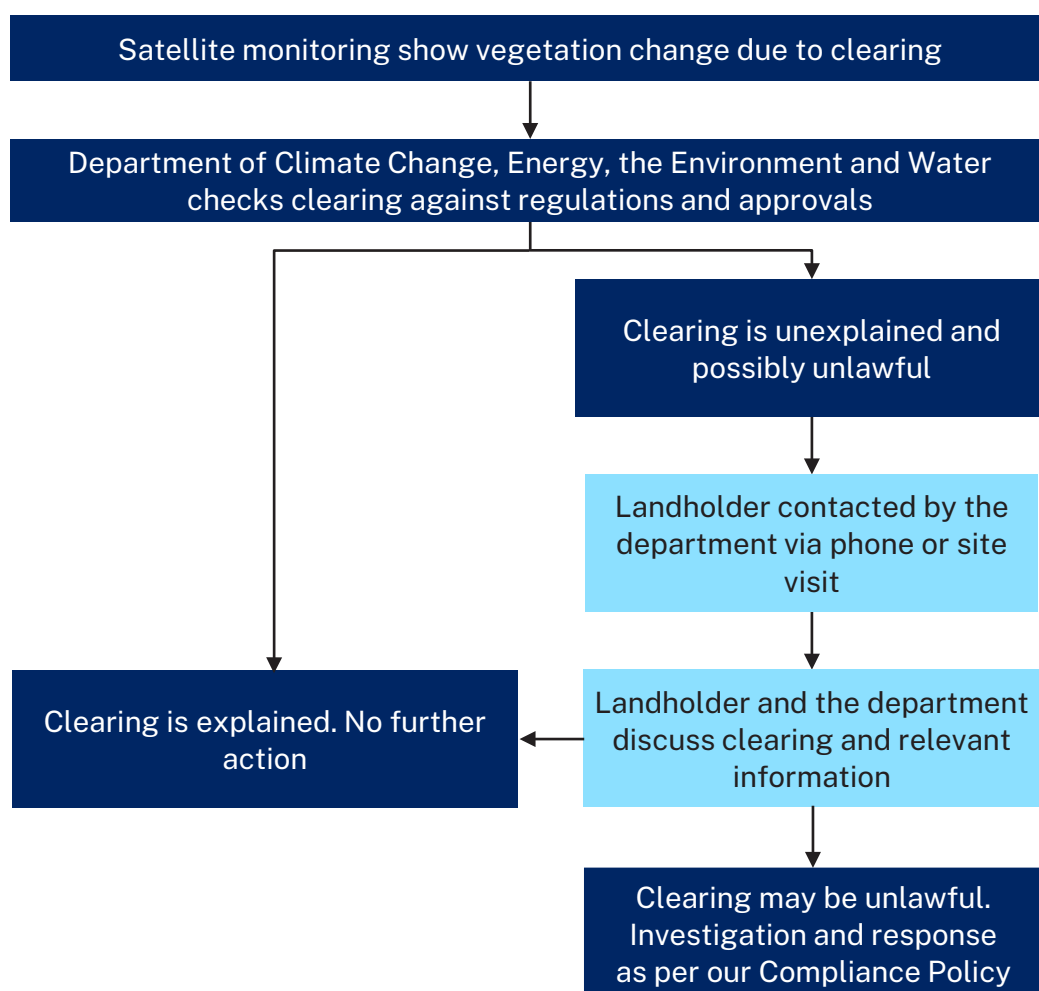 Satellite monitoring show vegetation change due to clearing
Department of Climate Change, Energy, the Environment and Water
checks clearing against regulations and approvals
Clearing is unexplained and
possibly unlawful
Landholder contacted by the
department via phone or site
visit
Clearing is explained. No further
action
Landholder and the department
discuss clearing and relevant
information
Clearing may be unlawful.
Investigation and response
as per our Compliance Policy